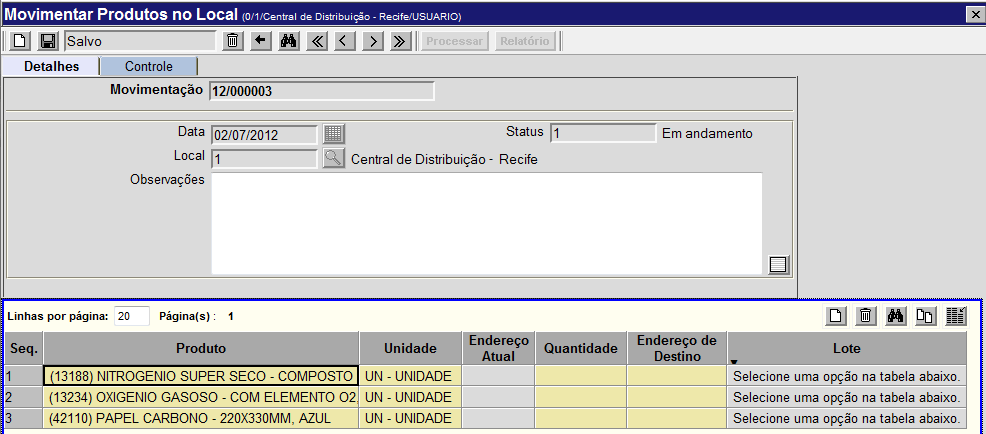 Movimentar Produtos no Local (0/1/Central de Distribuição - Recife/USUARIO)
Salvo Processar Relatório
Detalhes Controle
Movimentação 12/000003
Data 02/07/2012 Status 1 Em andamento
Local 1 Central de Distribuição - Recife
Observações
Linhas por página: 20 Página(s) : 1
Seq. Produto Unidade Endereço Atual Quantidade Endereço de Destino Lote
1 (13188) NITROGENIO SUPER SECO - COMPOSTO UN - UNIDADE Selecione uma opção na tabela abaixo.
2 (13234) OXIGENIO GASOSO - COM ELEMENTO O2. UN - UNIDADE Selecione uma opção na tabela abaixo.
3 (42110) PAPEL CARBONO - 220X330MM, AZUL UN - UNIDADE Selecione uma opção na tabela abaixo.